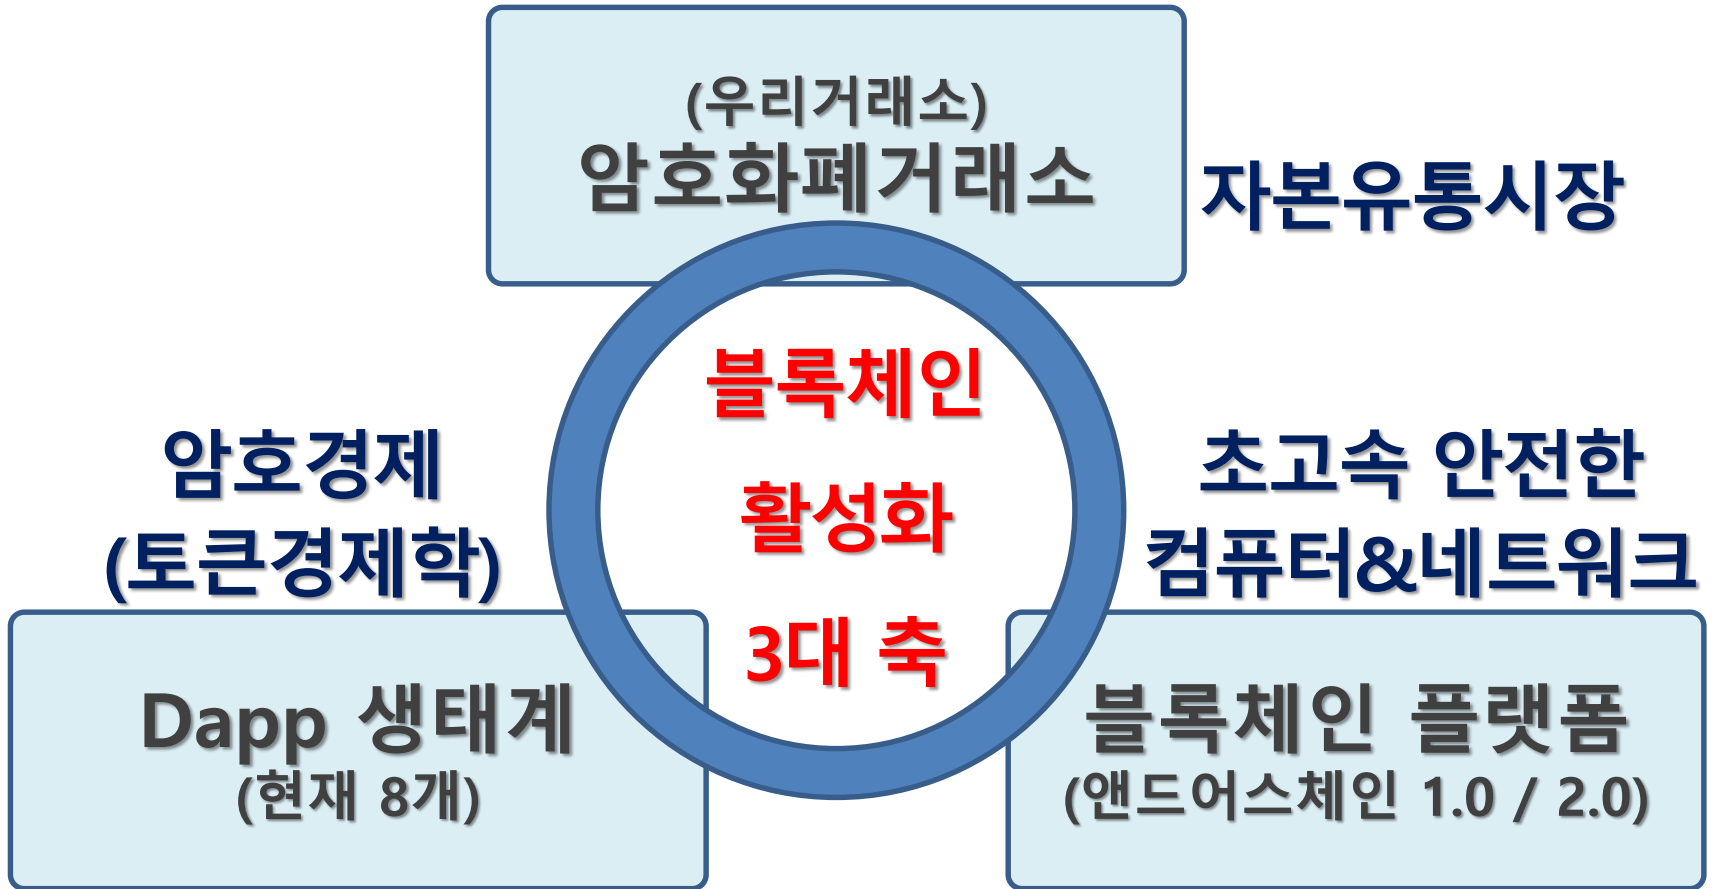 (우리거래소)
암호화폐거래소
자본유통시장
블록체인
활성화
3대 축
암호경제
(토큰경제학)
초고속 안전한
컴퓨터&네트워크
Dapp 생태계
(현재 8개)
블록체인 플랫폼
(앤드어스체인 1.0 / 2.0)